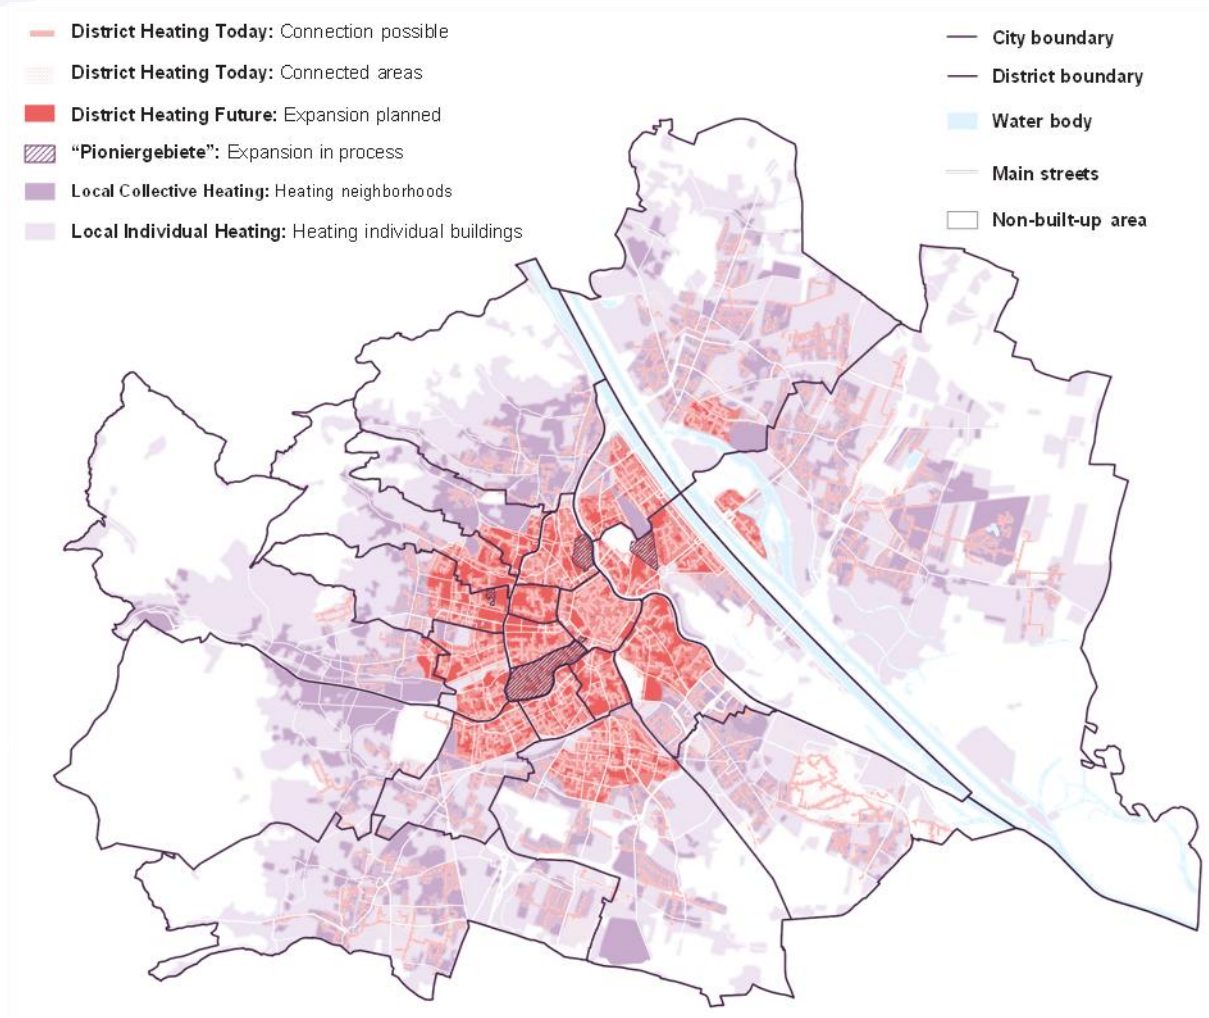 District Heating Today: Connection possible
District Heating Today: Connected areas
District Heating Future: Expansion planned
“Pioniergebiete”: Expansion in process
Local Collective Heating: Heating neighborhoods
Local Individual Heating: Heating individual buildings
City boundary
District boundary
Water body
Main streets
Non-built-up area